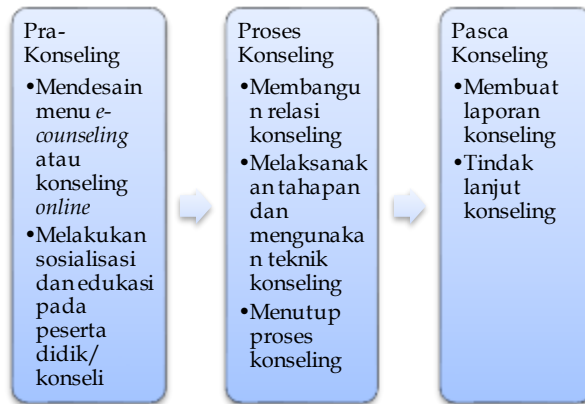 Pra-
Konseling
•Mendesain
menu e-
counseling
atau
konseling
online
•Melakukan
sosialisasi
dan edukasi
pada
peserta
didik/
konseli
Proses
Konseling
•Membangu
n relasi
konseling
•Melaksanak
an tahapan
dan
mengunaka
n teknik
konseling
•Menutup
proses
konseling
Pasca
Konseling
•Membuat
laporan
konseling
•Tindak
lanjut
konseling